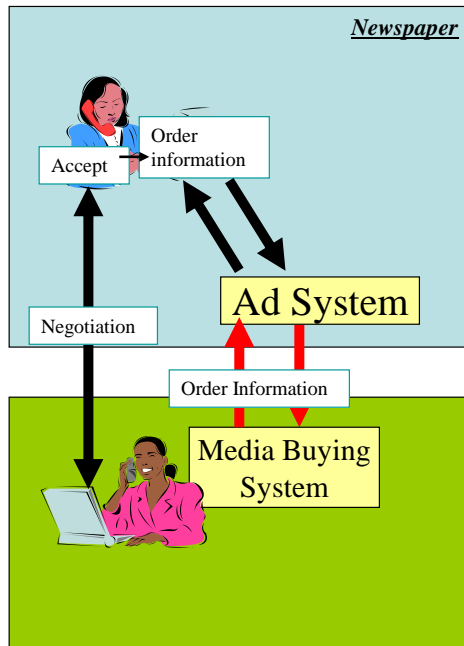 Newspaper
Order
information
Accept
Ad System
Negotiation
Order Information
Media Buying
System